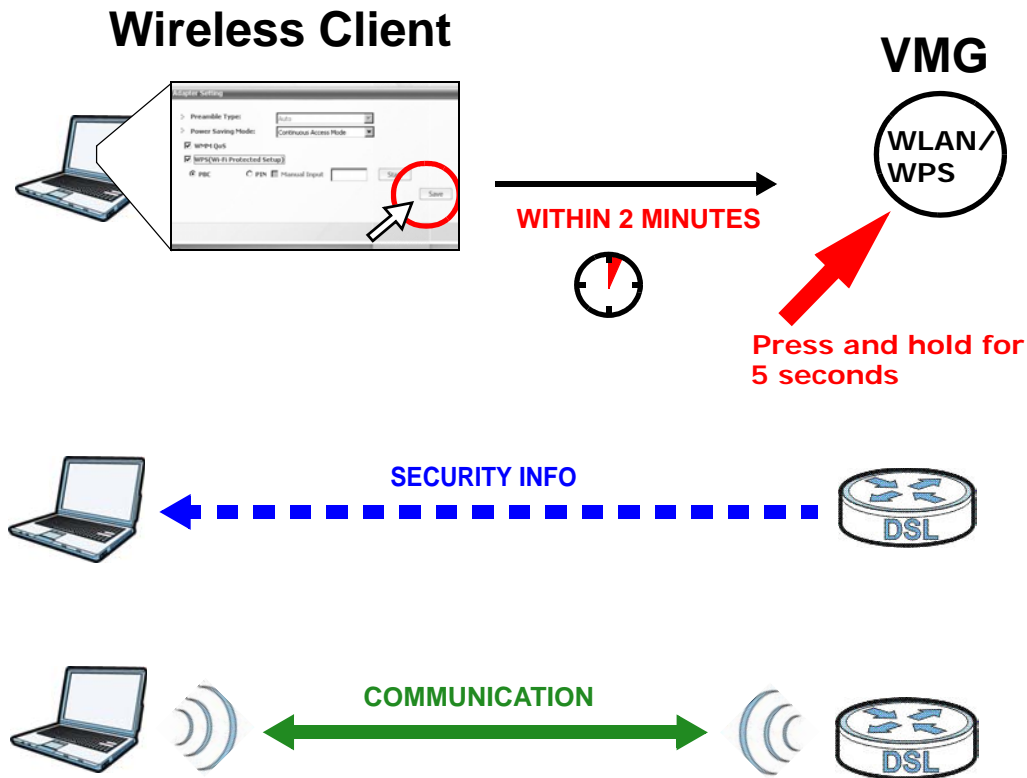 Wireless Client
VMG
Adapter Setting
> Preamble Type: Auto
> Power Saving Mode: Continuous Access Mode
WMM QoS
WPS(Wi-Fi Protected Setup)
PBC PIN Manual Input
Save
WLAN/
WPS
WITHIN 2 MINUTES
Press and hold for
5 seconds
SECURITY INFO
DSL
COMMUNICATION
DSL